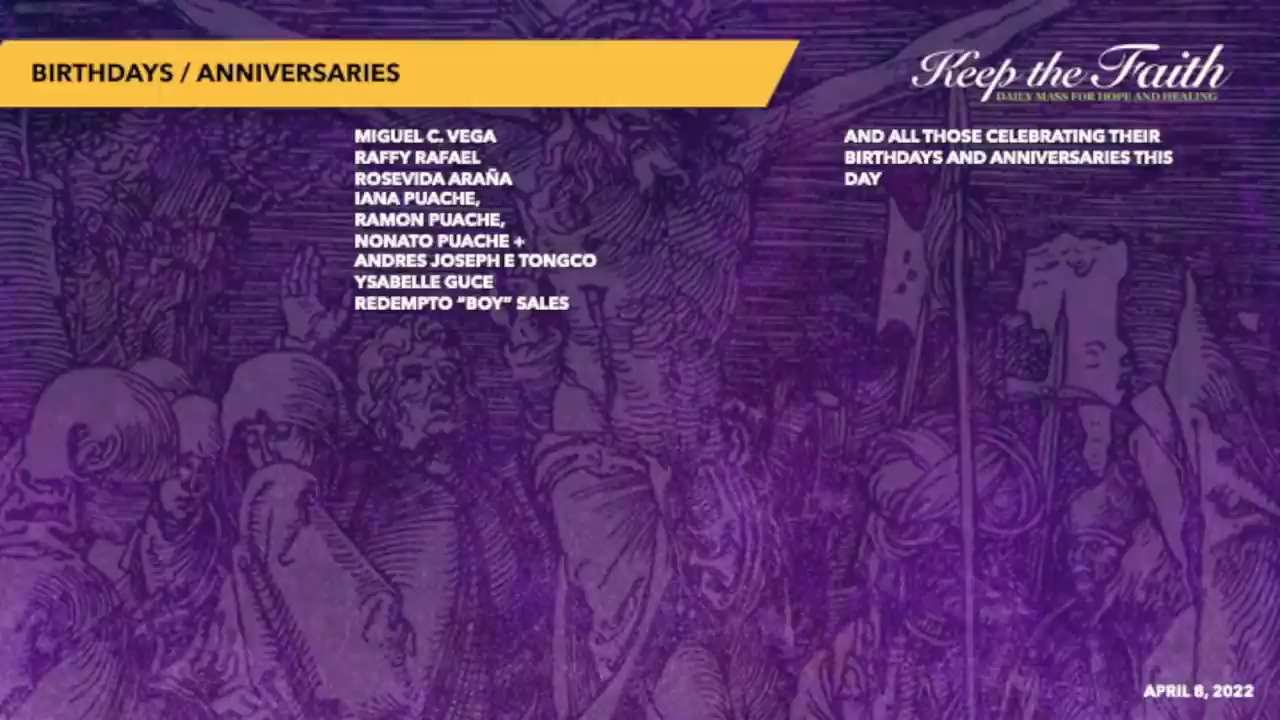 BIRTHDAYS / ANNIVERSARIES
Keep the Faith
DAILY MASS FOR HOPE AND HEALING
MIGUEL C. VEGA
RAFFY RAFAEL
ROSEVIDA ARAÑA
IANA PUACHE,
RAMON PUACHE,
NONATO PUACHE +
ANDRES JOSEPH E TONGCO
YSABELLE GUCE
REDEMPTO “BOY” SALES
AND ALL THOSE CELEBRATING THEIR
BIRTHDAYS AND ANNIVERSARIES THIS
DAY
APRIL 8, 2022